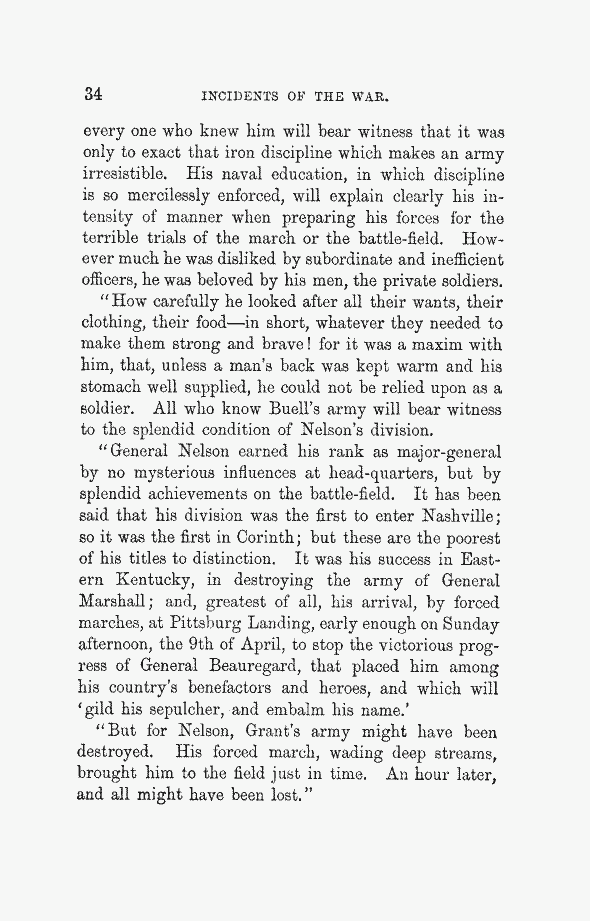 34 INCIDENTS OF THE WAR.
every one who knew him will bear witness that it was
only to exact that iron discipline which makes an army
irresistible. His naval education, in which discipline
is so mercilessly enforced, will explain clearly his in-
tensity of manner when preparing his forces for the
terrible trials of the march or the battle-field. How-
ever much he was disliked by subordinate and inefficient
officers, he was beloved by his men, the private soldiers.
"How carefully he looked after all their wants, their
clothing, their food—in short, whatever they needed to
make them strong and brave! for it was a maxim with
him, that, unless a man's back was kept warm and his
stomach well supplied, he could not be relied upon as a
soldier. All who know Buell's army will bear witness
to the splendid condition of Nelson's division.
"General Nelson earned his rank as major-general
by no mysterious influences at head-quarters, but by
splendid achievements on the battle-field. It has been
said that his division was the first to enter Nashville;
so it was the first in Corinth; but these are the poorest
of his titles to distinction. It was his success in East-
ern Kentucky, in destroying the army of General
Marshall; and, greatest of all, his arrival, by forced
marches, at Pittsburg Landing, early enough on Sunday
afternoon, the 9th of April, to stop the victorious prog-
ress of General Beauregard, that placed him among
his country's benefactors and heroes, and which will
'gild his sepulcher, and embalm his name.'
"But for Nelson, Grant's army might have been
destroyed. His forced march, wading deep streams,
brought him to the field just in time. An hour later,
and all might have been lost."